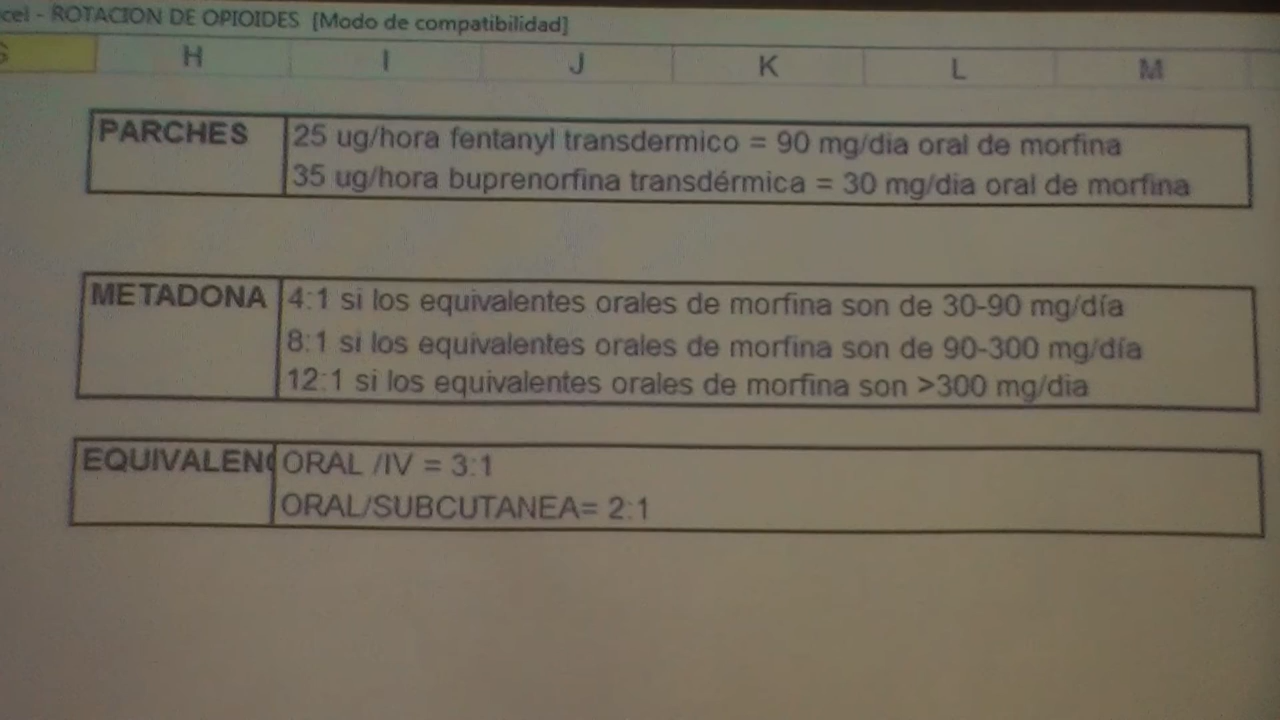 cel - ROTACION DE OPIOIDES [Modo de compatibilidad]
G H I J K L M
PARCHES 25 ug/hora fentanyl transdermico = 90 mg/dia oral de morfina
35 ug/hora buprenorfina transdérmica = 30 mg/dia oral de morfina
METADONA 4:1 si los equivalentes orales de morfina son de 30-90 mg/día
8:1 si los equivalentes orales de morfina son de 90-300 mg/día
12:1 si los equivalentes orales de morfina son >300 mg/dia
EQUIVALENC ORAL /IV = 3:1
ORAL/SUBCUTANEA= 2:1